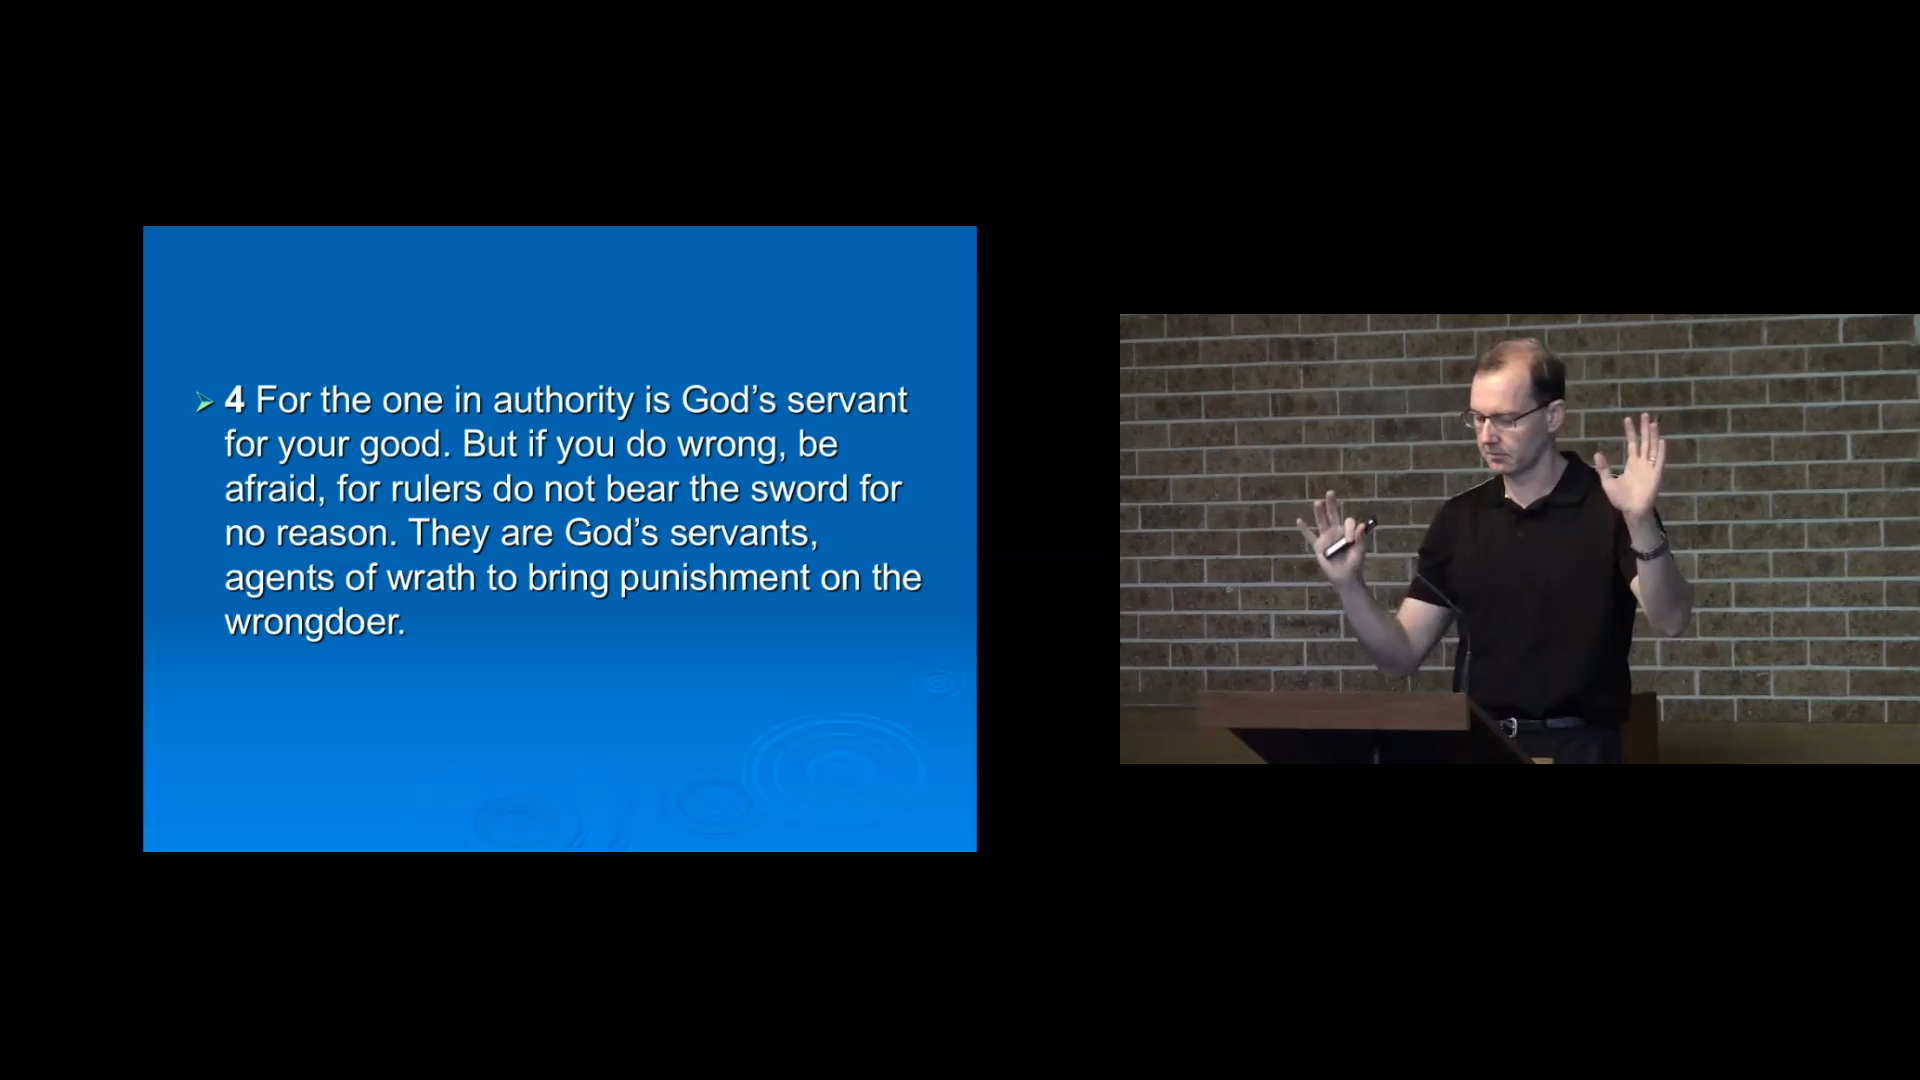 4 For the one in authority is God’s servant
for your good. But if you do wrong, be
afraid, for rulers do not bear the sword for
no reason. They are God’s servants,
agents of wrath to bring punishment on the
wrongdoer.